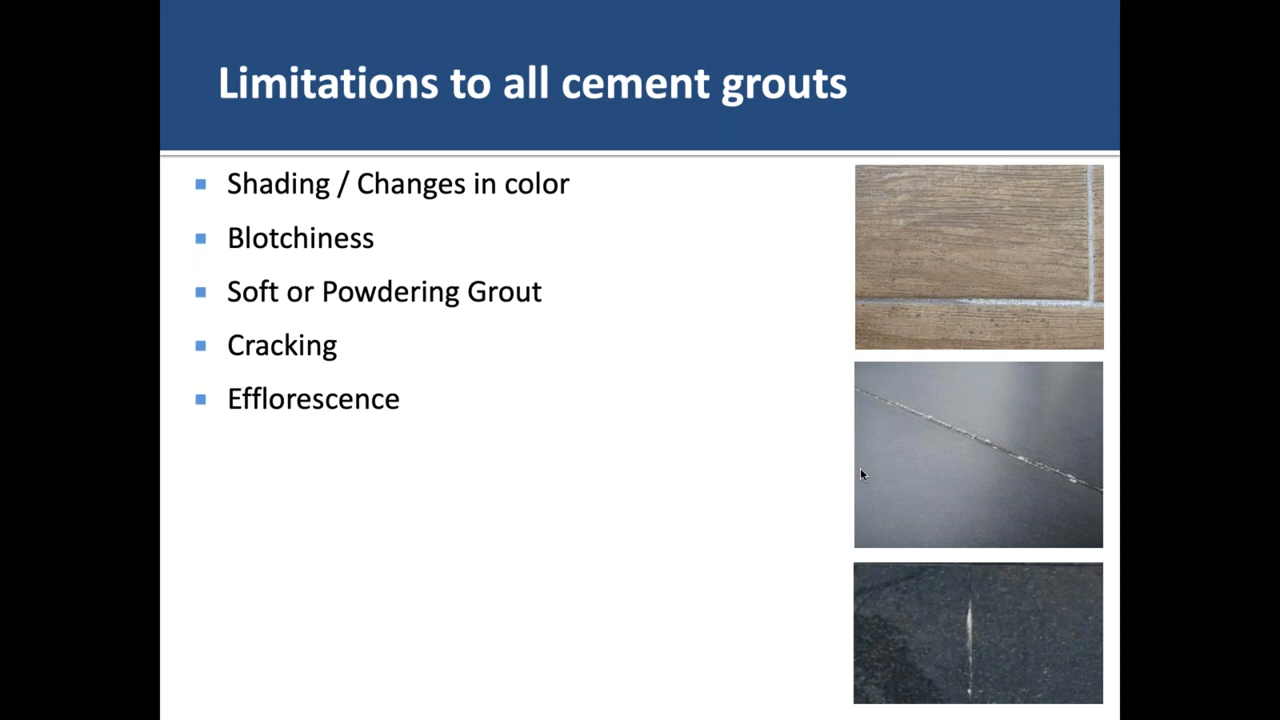 Limitations to all cement grouts
Shading / Changes in color
Blotchiness
Soft or Powdering Grout
Cracking
Efflorescence